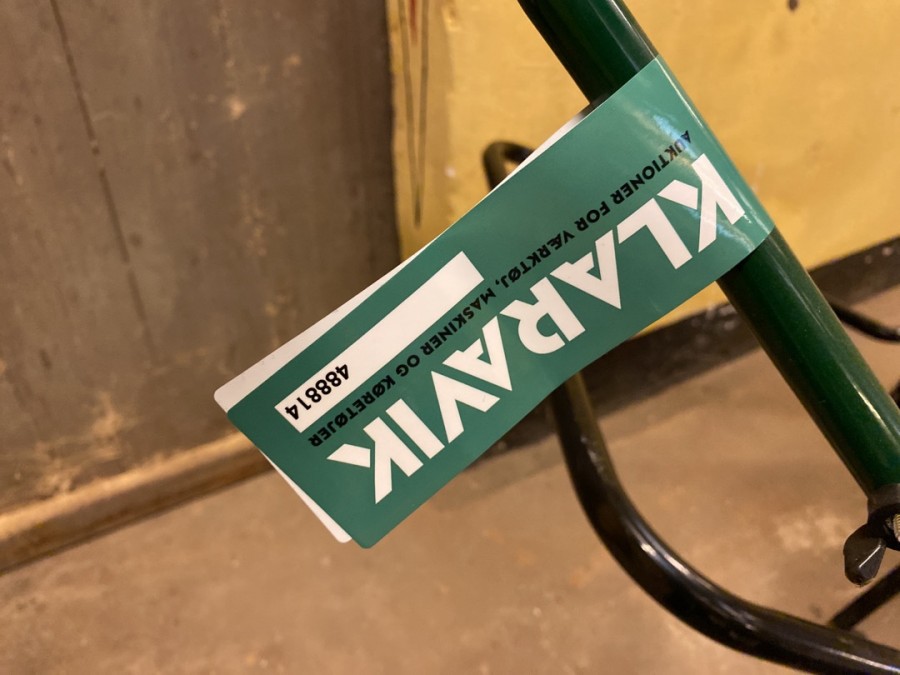 KLARAVIK
AUKTIONER FOR VÆRKTØJ, MASKINER OG KØRETØJER
488814